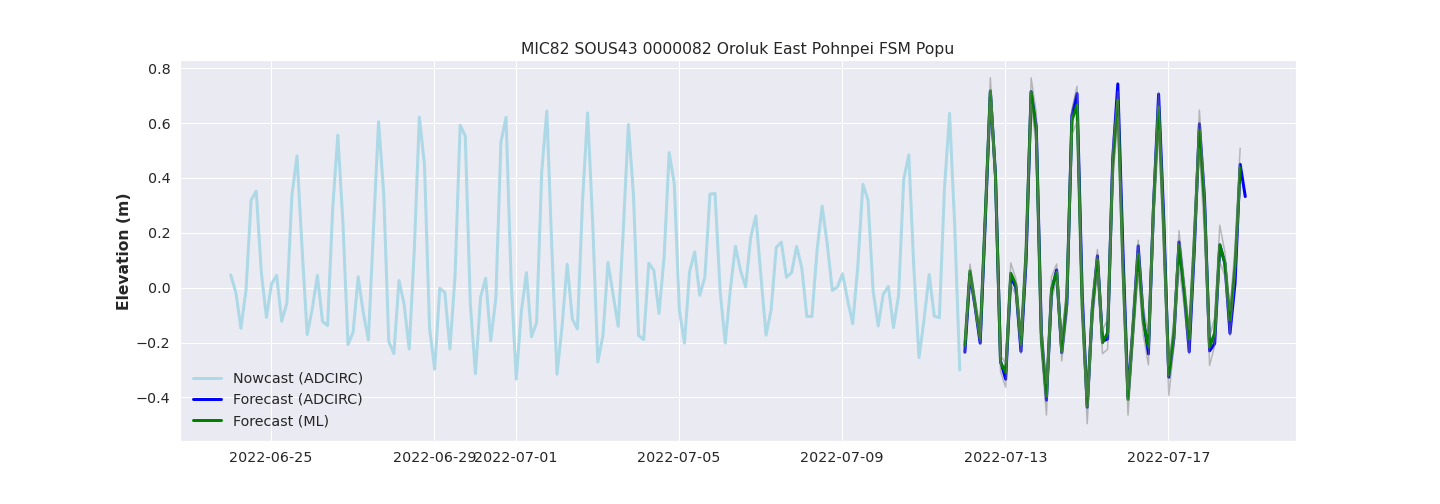 MIC82 SOUS43 0000082 Oroluk East Pohnpei FSM Popu
Elevation (m)
0.8
0.6
0.4
0.2
0.0
−0.2
−0.4
Nowcast (ADCIRC)
Forecast (ADCIRC)
Forecast (ML)
2022-06-25 2022-06-29 2022-07-01 2022-07-05 2022-07-09 2022-07-13 2022-07-17